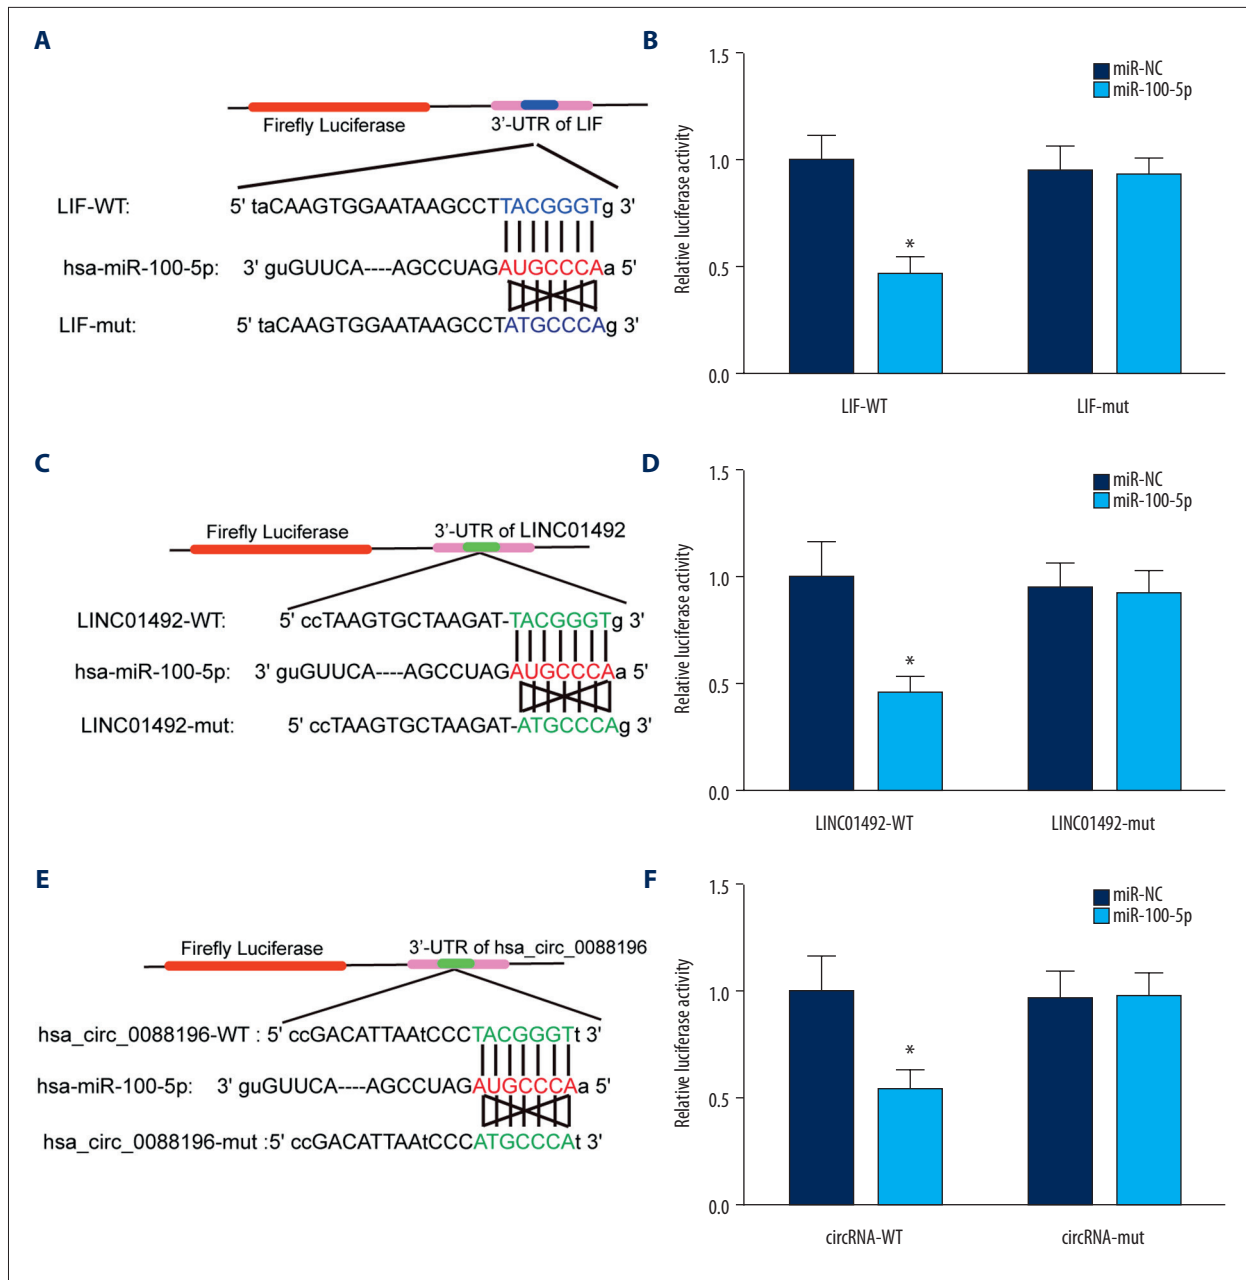 A
Firefly Luciferase
3'-UTR of LIF
LIF-WT: 5' taCAAGTGGAATAAGCCTTACGGGTg 3'
hsa-miR-100-5p: 3' guGUUCA----AGCCUAGAUGCCCAa 5'
LIF-mut: 5' taCAAGTGGAATAAGCCTATGCCCAg 3'
B
Relative luciferase activity
1.5
1.0
0.5
0.0
miR-NC
miR-100-5p
*
LIF-WT
LIF-mut
C
Firefly Luciferase
3'-UTR of LINC01492
LINC01492-WT: 5' ccTAAGTGCTAAGAT-TACGGGTg 3'
hsa-miR-100-5p: 3' guGUUCA----AGCCUAGAUGCCCAa 5'
LINC01492-mut: 5' ccTAAGTGCTAAGAT-ATGCCCAg 3'
D
Relative luciferase activity
1.5
1.0
0.5
0.0
miR-NC
miR-100-5p
*
LINC01492-WT
LINC01492-mut
E
Firefly Luciferase
3'-UTR of hsa_circ_0088196
hsa_circ_0088196-WT : 5' ccGACATTAAtCCCTACGGGTt 3'
hsa-miR-100-5p: 3' guGUUCA----AGCCUAGAUGCCCAa 5'
hsa_circ_0088196-mut :5' ccGACATTAAtCCCATGCCCAt 3'
F
Relative luciferase activity
1.5
1.0
0.5
0.0
miR-NC
miR-100-5p
*
circRNA-WT
circRNA-mut